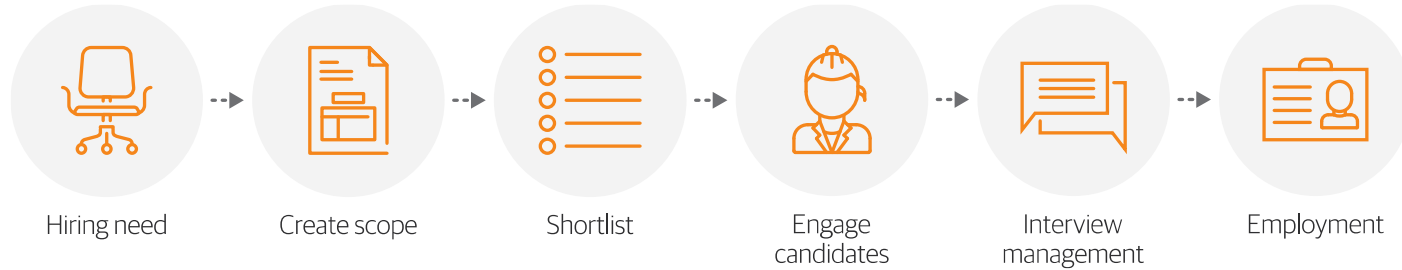 Hiring need
Create scope
Shortlist
Engage
candidates
Interview
management
Employment